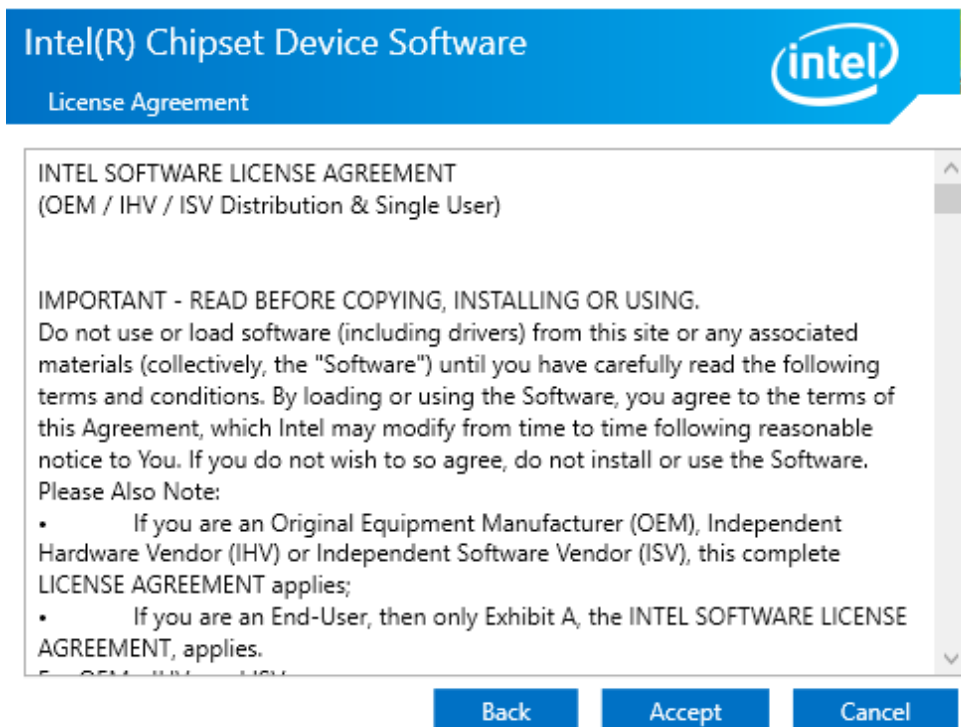 Intel(R) Chipset Device Software
intel
License Agreement
INTEL SOFTWARE LICENSE AGREEMENT
(OEM / IHV / ISV Distribution & Single User)
IMPORTANT - READ BEFORE COPYING, INSTALLING OR USING.
Do not use or load software (including drivers) from this site or any associated
materials (collectively, the "Software") until you have carefully read the following
terms and conditions. By loading or using the Software, you agree to the terms of
this Agreement, which Intel may modify from time to time following reasonable
notice to You. If you do not wish to so agree, do not install or use the Software.
Please Also Note:
• If you are an Original Equipment Manufacturer (OEM), Independent
Hardware Vendor (IHV) or Independent Software Vendor (ISV), this complete
LICENSE AGREEMENT applies;
• If you are an End-User, then only Exhibit A, the INTEL SOFTWARE LICENSE
AGREEMENT, applies.
Back
Accept
Cancel